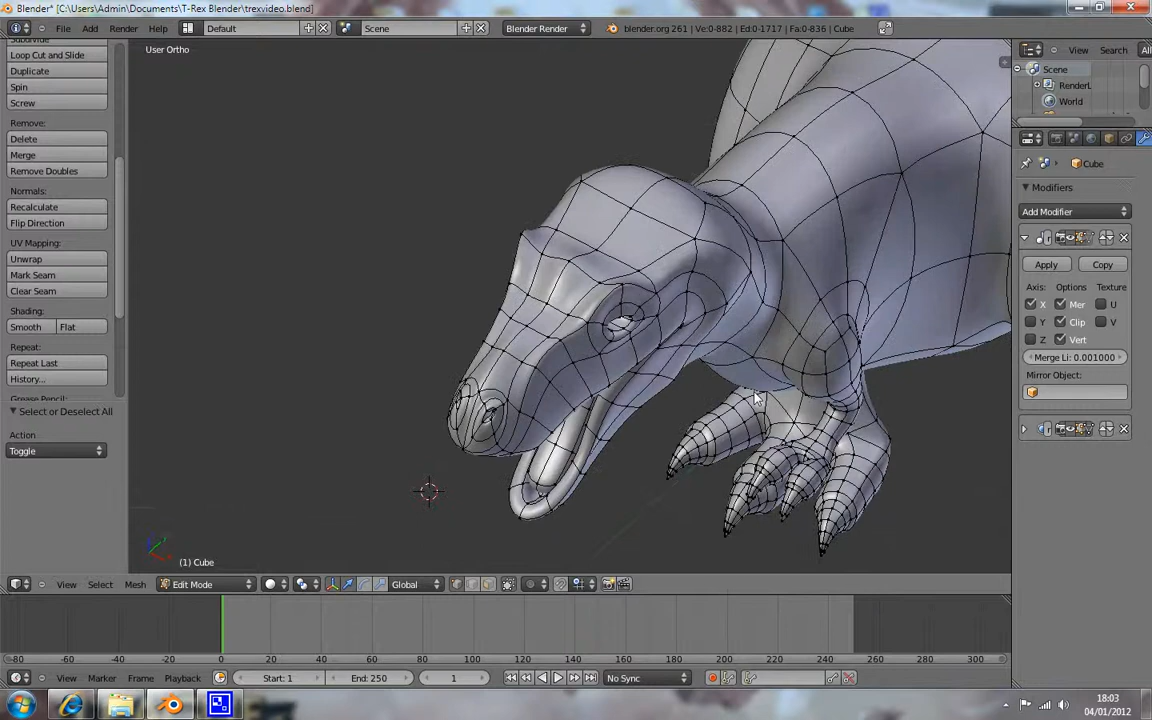 Blender* [C:\Users\Admin\Documents\T-Rex Blender\trexvideo.blend]
File Add Render Help Default Scene Blender Render blender.org 261 | Ve:0-882 | Ed:0-1717 | Fa:0-836 | Cube
View Search All
User Ortho
Subdivide
Loop Cut and Slide
Duplicate
Spin
Screw
Remove:
Delete
Merge
Remove Doubles
Normals:
Recalculate
Flip Direction
UV Mapping:
Unwrap
Mark Seam
Clear Seam
Shading:
Smooth Flat
Repeat:
Repeat Last
History...
Grease Pencil:
Select or Deselect All
Action
Toggle
Scene
RenderL
World
Cube
Modifiers
Add Modifier
Apply Copy
Axis: Options Texture
X Mer U
Y Clip V
Z Vert
Merge Li: 0.001000
Mirror Object:
(1) Cube
View Select Mesh Edit Mode Global
-80 -60 -40 -20 0 20 40 60 80 100 120 140 160 180 200 220 240 260 280 300
View Marker Frame Playback Start: 1 End: 250 1 No Sync
18:03
04/01/2012